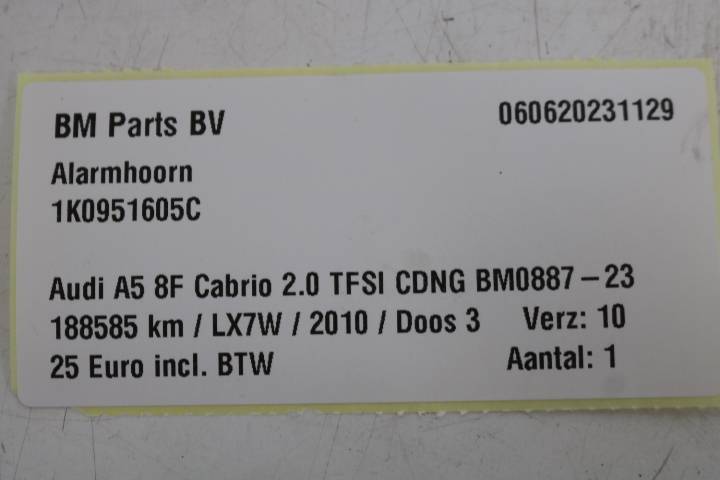 BM Parts BV 060620231129
Alarmhoorn
1K0951605C
Audi A5 8F Cabrio 2.0 TFSI CDNG BM0887-23
188585 km / LX7W / 2010 / Doos 3 Verz: 10
25 Euro incl. BTW Aantal: 1